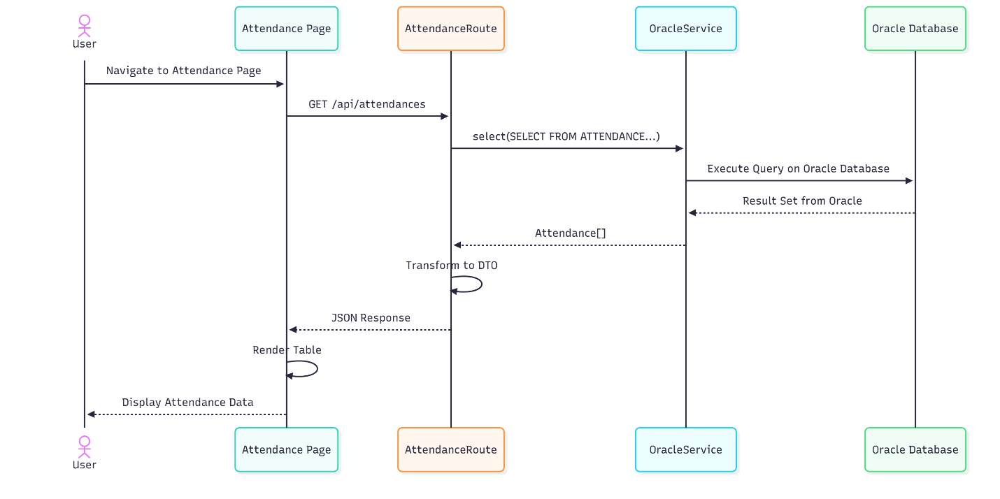 User
Attendance Page
AttendanceRoute
OracleService
Oracle Database
Navigate to Attendance Page
GET /api/attendances
select(SELECT FROM ATTENDANCE...)
Execute Query on Oracle Database
Result Set from Oracle
Attendance[]
Transform to DTO
JSON Response
Render Table
Display Attendance Data
User
Attendance Page
AttendanceRoute
OracleService
Oracle Database